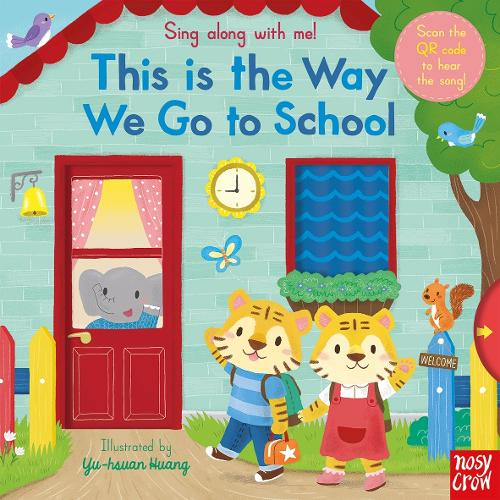 Sing along with me!
This is the Way
We Go to School
Scan the
QR code
to hear
the song!
WELCOME
Illustrated by
Yu-hsuan Huang
nosy
crow